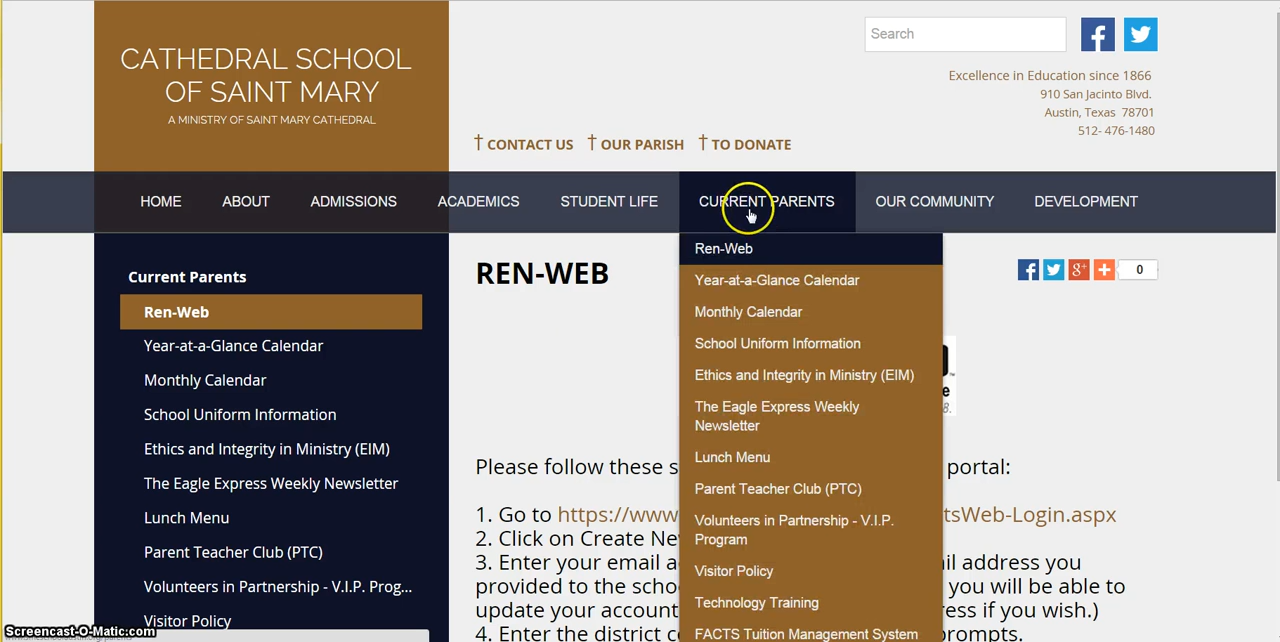 CATHEDRAL SCHOOL
OF SAINT MARY
A MINISTRY OF SAINT MARY CATHEDRAL
Search
Excellence in Education since 1866
910 San Jacinto Blvd.
Austin, Texas 78701
512- 476-1480
† CONTACT US † OUR PARISH † TO DONATE
HOME ABOUT ADMISSIONS ACADEMICS STUDENT LIFE CURRENT PARENTS OUR COMMUNITY DEVELOPMENT
Current Parents
Ren-Web
Year-at-a-Glance Calendar
Monthly Calendar
School Uniform Information
Ethics and Integrity in Ministry (EIM)
The Eagle Express Weekly Newsletter
Lunch Menu
Parent Teacher Club (PTC)
Volunteers in Partnership - V.I.P. Prog...
Visitor Policy
Ren-Web
Year-at-a-Glance Calendar
Monthly Calendar
School Uniform Information
Ethics and Integrity in Ministry (EIM)
The Eagle Express Weekly
Newsletter
Lunch Menu
Parent Teacher Club (PTC)
Volunteers in Partnership - V.I.P.
Program
Visitor Policy
Technology Training
FACTS Tuition Management System
REN-WEB
0
Please follow these s portal:
1. Go to https://www tsWeb-Login.aspx
2. Click on Create Ne
3. Enter your email a il address you
provided to the schoo you will be able to
update your account ress if you wish.)
4. Enter the district co prompts.
Screencast-O-Matic.com